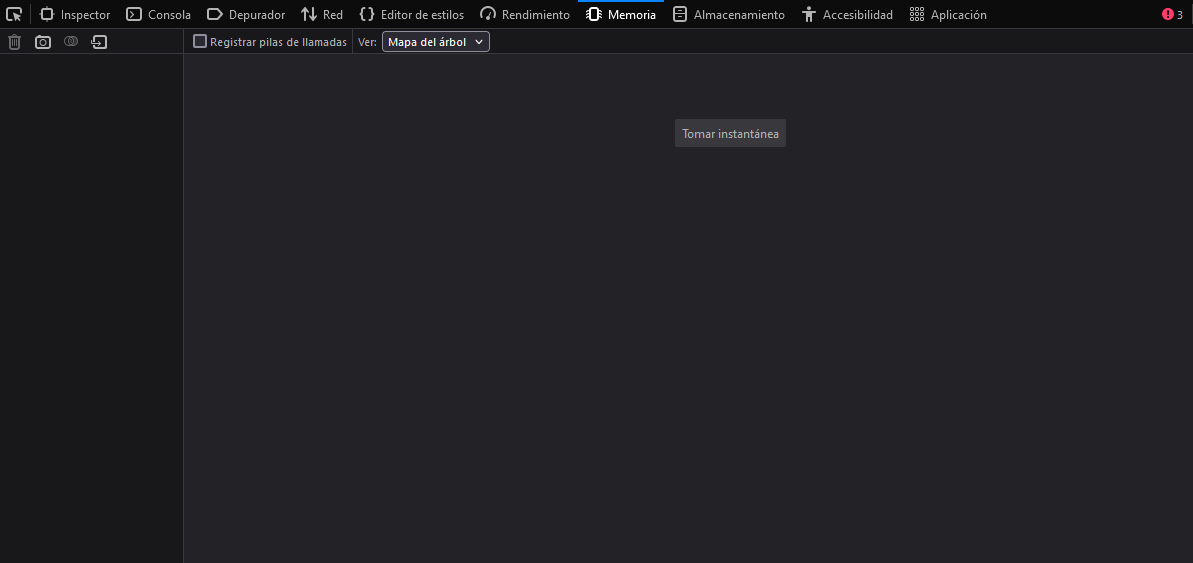 Inspector Consola Depurador Red Editor de estilos Rendimiento Memoria Almacenamiento Accesibilidad Aplicación 3
Registrar pilas de llamadas Ver: Mapa del árbol
Tomar instantánea